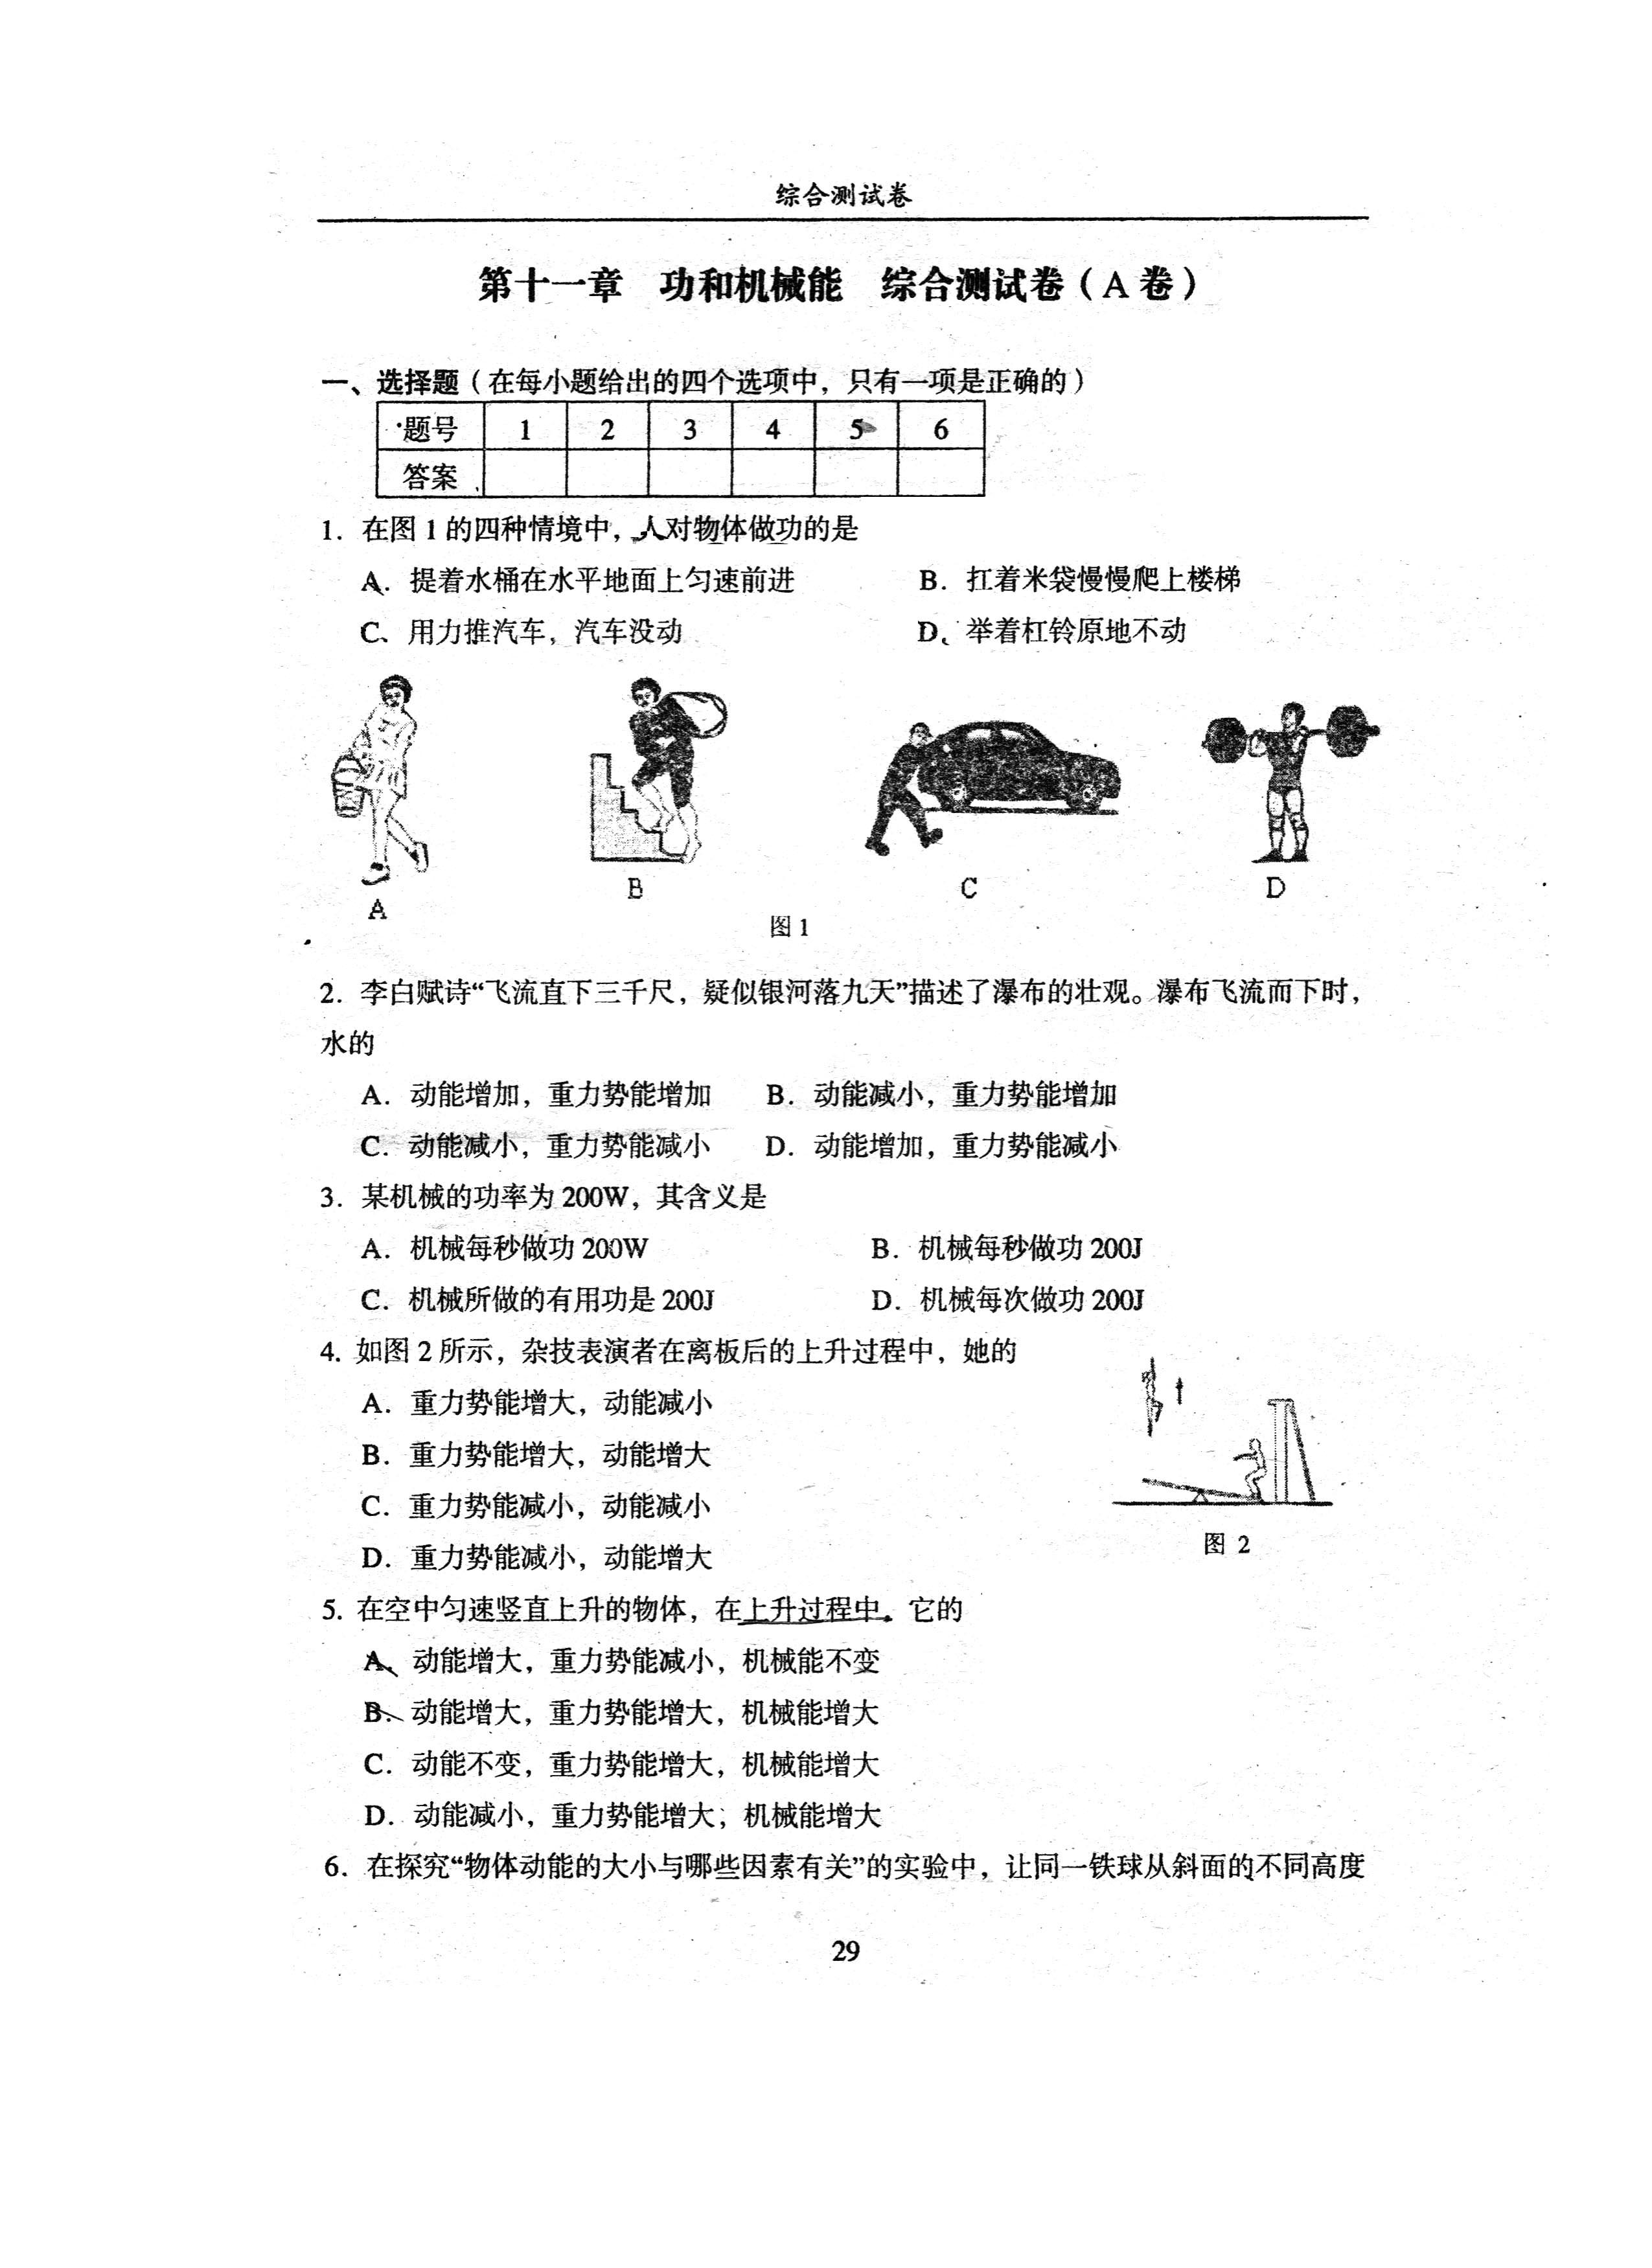 综合测试卷
第十一章 功和机械能 综合测试卷（A 卷）
一、选择题（在每小题给出的四个选项中，只有一项是正确的）
题号 1 2 3 4 5 6
答案
1. 在图 1 的四种情境中，人对物体做功的是
A. 提着水桶在水平地面上匀速前进 B. 扛着米袋慢慢爬上楼梯
C、用力推汽车，汽车没动 D、举着杠铃原地不动
A B C D
图 1
2. 李白赋诗“飞流直下三千尺，疑似银河落九天”描述了瀑布的壮观。瀑布飞流而下时，
水的
A. 动能增加，重力势能增加 B. 动能减小，重力势能增加
C. 动能减小，重力势能减小 D. 动能增加，重力势能减小
3. 某机械的功率为 200W，其含义是
A. 机械每秒做功 200W B. 机械每秒做功 200J
C. 机械所做的有用功是 200J D. 机械每次做功 200J
4. 如图 2 所示，杂技表演者在离板后的上升过程中，她的
A. 重力势能增大，动能减小
B. 重力势能增大，动能增大
C. 重力势能减小，动能减小
D. 重力势能减小，动能增大
图 2
5. 在空中匀速竖直上升的物体，在上升过程中，它的
A、动能增大，重力势能减小，机械能不变
B、动能增大，重力势能增大，机械能增大
C. 动能不变，重力势能增大，机械能增大
D. 动能减小，重力势能增大，机械能增大
6. 在探究“物体动能的大小与哪些因素有关”的实验中，让同一铁球从斜面的不同高度
29